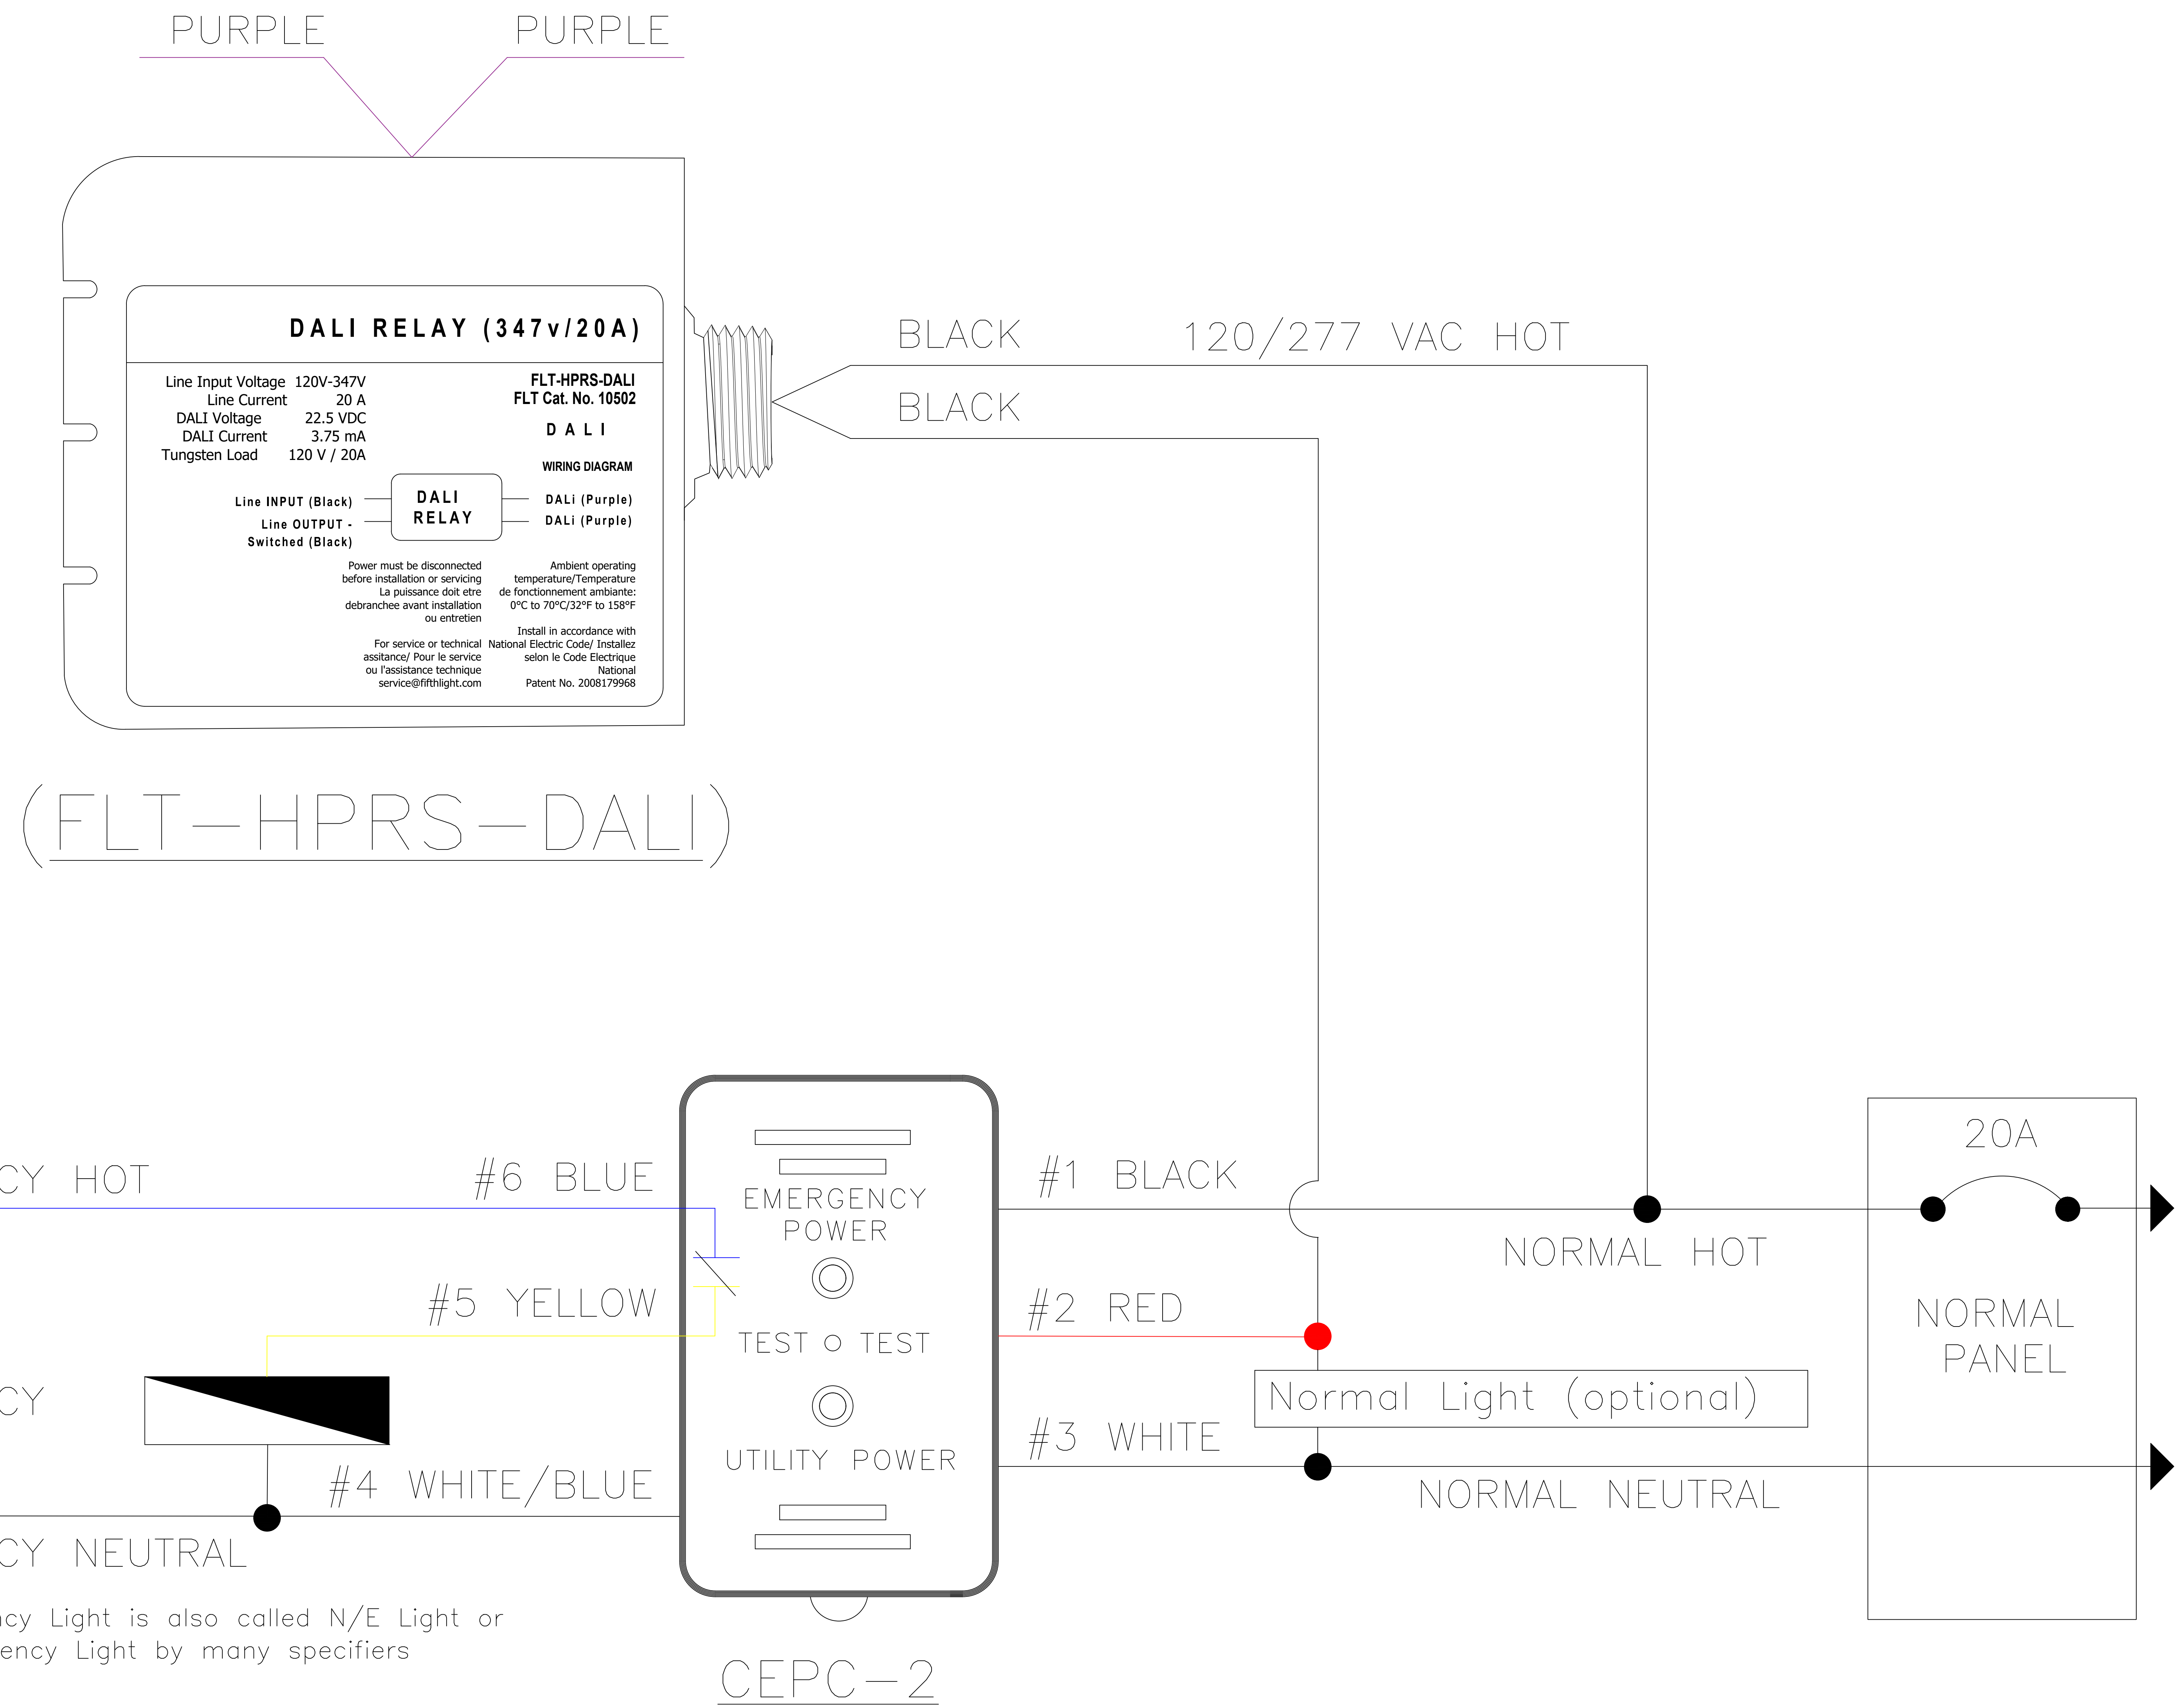 PURPLE PURPLE
DALI RELAY (347v/20A)
Line Input Voltage 120V-347V
Line Current 20 A
DALI Voltage 22.5 VDC
DALI Current 3.75 mA
Tungsten Load 120 V / 20A
FLT-HPRS-DALI
FLT Cat. No. 10502
DALI
WIRING DIAGRAM
Line INPUT (Black)
Line OUTPUT -
Switched (Black)
DALI
RELAY
DALi (Purple)
DALi (Purple)
Power must be disconnected
before installation or servicing
La puissance doit etre
debranchee avant installation
ou entretien
For service or technical
assitance/ Pour le service
ou l'assistance technique
service@fifthlight.com
Ambient operating
temperature/Temperature
de fonctionnement ambiante:
0°C to 70°C/32°F to 158°F
Install in accordance with
National Electric Code/ Installez
selon le Code Electrique
National
Patent No. 2008179968
BLACK 120/277 VAC HOT
BLACK
(FLT-HPRS-DALI)
CY HOT
#6 BLUE
#5 YELLOW
CY
#4 WHITE/BLUE
CY NEUTRAL
EMERGENCY
POWER
TEST TEST
UTILITY POWER
#1 BLACK
NORMAL HOT
#2 RED
Normal Light (optional)
#3 WHITE
NORMAL NEUTRAL
20A
NORMAL
PANEL
ncy Light is also called N/E Light or
ency Light by many specifiers
CEPC-2